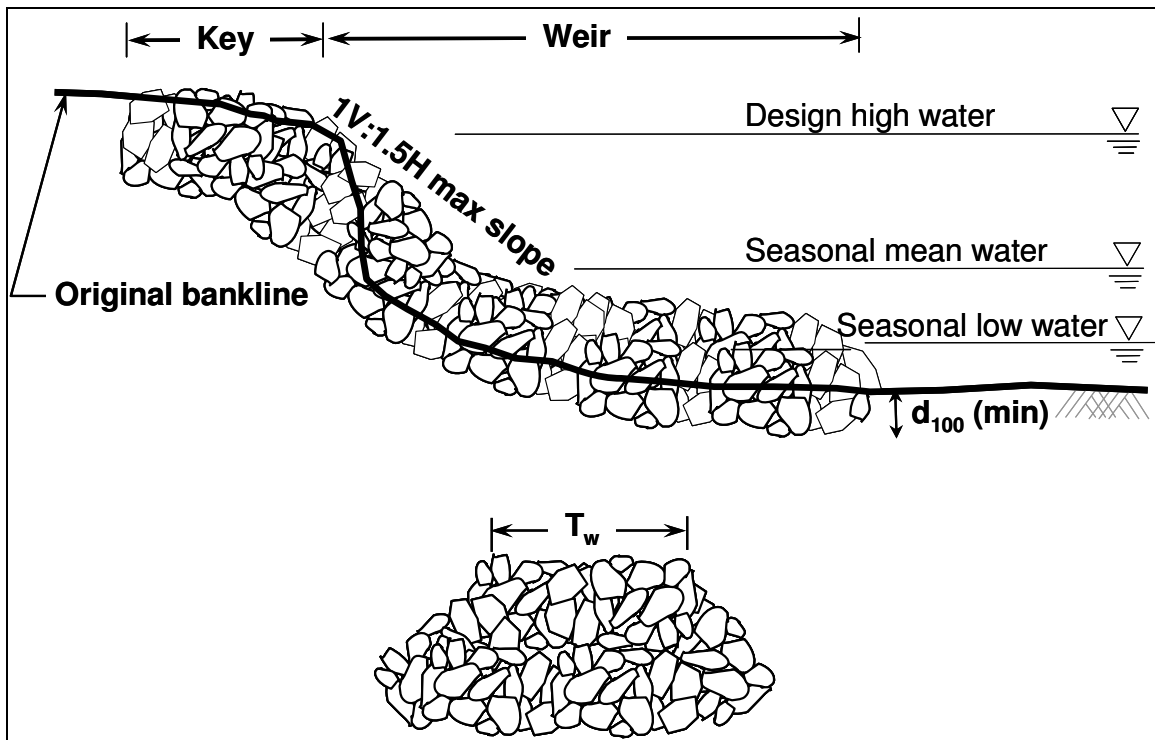 Key
Weir
Design high water
1V:1.5H max slope
Seasonal mean water
Original bankline
Seasonal low water
d₁₀₀ (min)
T_w